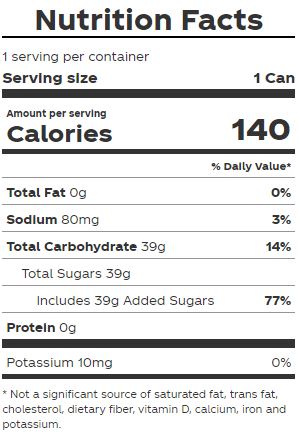 Nutrition Facts
1 serving per container
Serving size 1 Can
Amount per serving
Calories 140
% Daily Value*
Total Fat 0g 0%
Sodium 80mg 3%
Total Carbohydrate 39g 14%
Total Sugars 39g
Includes 39g Added Sugars 77%
Protein 0g
Potassium 10mg 0%
* Not a significant source of saturated fat, trans fat,
cholesterol, dietary fiber, vitamin D, calcium, iron and
potassium.